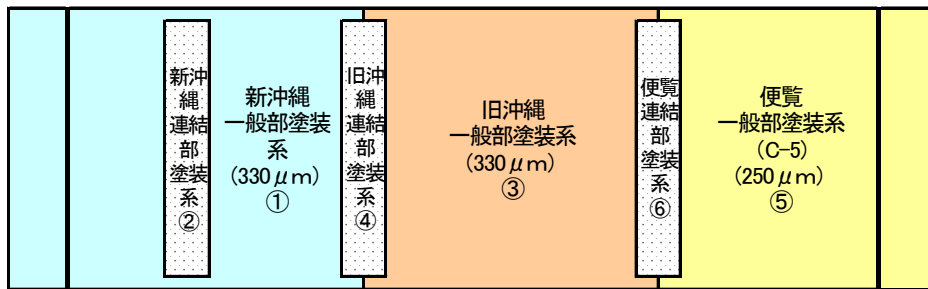 新沖
縄
連結
部
塗装
系
②
新沖縄
一般部塗装
系
（330μm）
①
旧沖
縄
連結
部
塗装
系
④
旧沖縄
一般部塗装系
（330μm）
③
便覧
連結
部
塗装
系
⑥
便覧
一般部塗装系
（C-5）
（250μm）
⑤